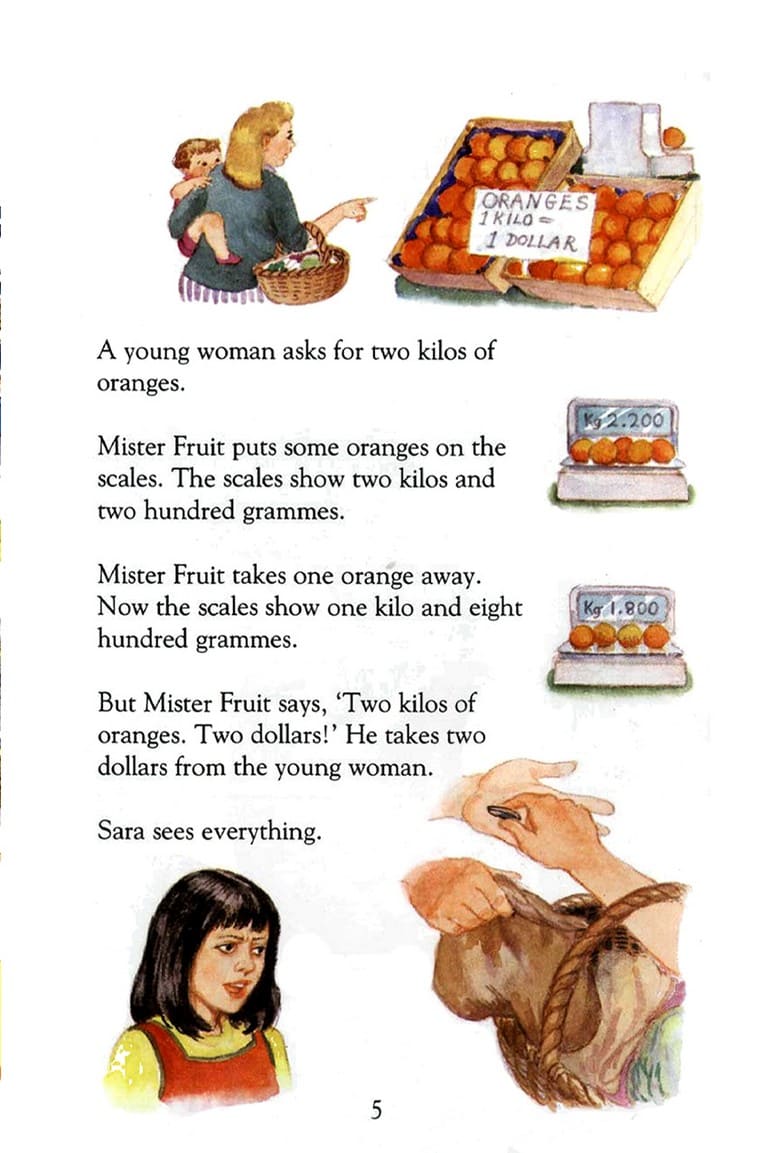 ORANGES
1 KILO =
1 DOLLAR
A young woman asks for two kilos of
oranges.
Kg 2.200
Mister Fruit puts some oranges on the
scales. The scales show two kilos and
two hundred grammes.
Mister Fruit takes one orange away.
Now the scales show one kilo and eight
hundred grammes.
Kg 1.800
But Mister Fruit says, ‘Two kilos of
oranges. Two dollars!’ He takes two
dollars from the young woman.
Sara sees everything.
5